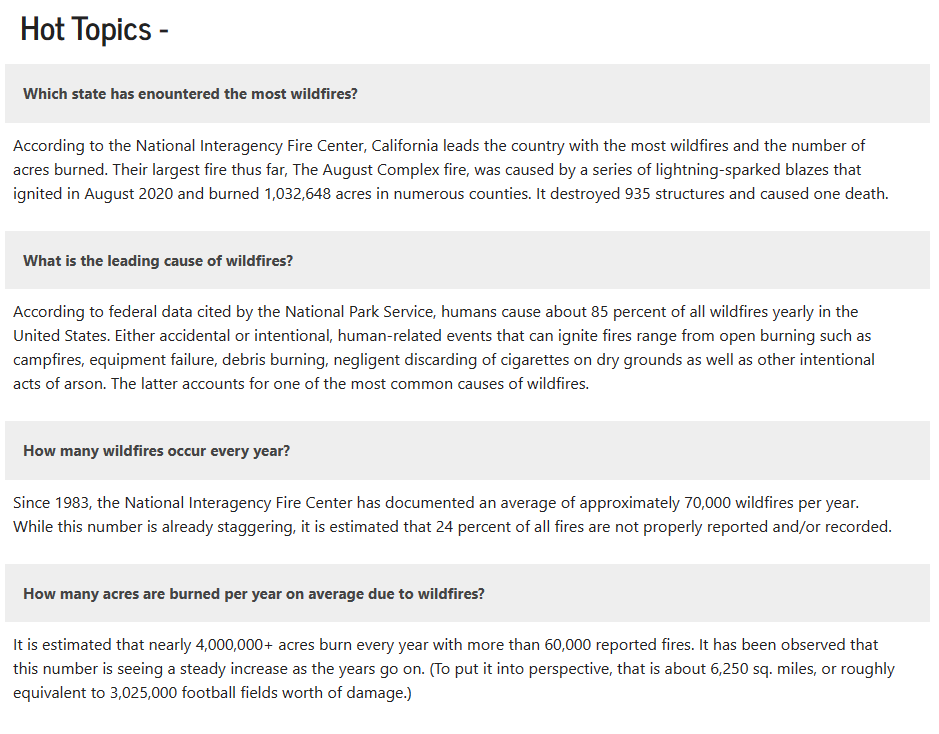 Hot Topics -
Which state has enountered the most wildfires?
According to the National Interagency Fire Center, California leads the country with the most wildfires and the number of
acres burned. Their largest fire thus far, The August Complex fire, was caused by a series of lightning-sparked blazes that
ignited in August 2020 and burned 1,032,648 acres in numerous counties. It destroyed 935 structures and caused one death.
What is the leading cause of wildfires?
According to federal data cited by the National Park Service, humans cause about 85 percent of all wildfires yearly in the
United States. Either accidental or intentional, human-related events that can ignite fires range from open burning such as
campfires, equipment failure, debris burning, negligent discarding of cigarettes on dry grounds as well as other intentional
acts of arson. The latter accounts for one of the most common causes of wildfires.
How many wildfires occur every year?
Since 1983, the National Interagency Fire Center has documented an average of approximately 70,000 wildfires per year.
While this number is already staggering, it is estimated that 24 percent of all fires are not properly reported and/or recorded.
How many acres are burned per year on average due to wildfires?
It is estimated that nearly 4,000,000+ acres burn every year with more than 60,000 reported fires. It has been observed that
this number is seeing a steady increase as the years go on. (To put it into perspective, that is about 6,250 sq. miles, or roughly
equivalent to 3,025,000 football fields worth of damage.)